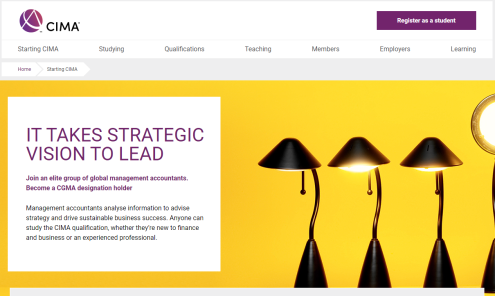 CIMA
Register as a student
Starting CIMA Studying Qualifications Teaching Members Employers Learning
Home Starting CIMA
IT TAKES STRATEGIC
VISION TO LEAD
Join an elite group of global management accountants.
Become a CGMA designation holder
Management accountants analyse information to advise
strategy and drive sustainable business success. Anyone can
study the CIMA qualification, whether they're new to finance
and business or an experienced professional.